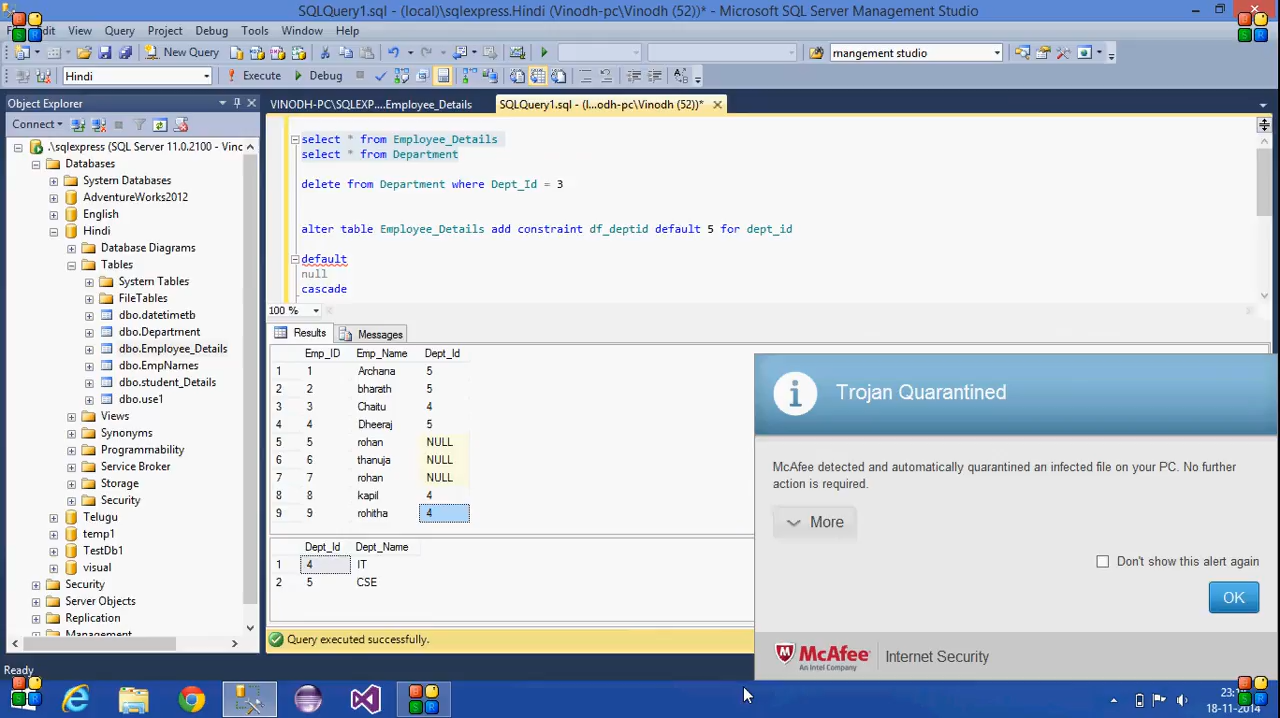 SQLQuery1.sql - (local)\sqlexpress.Hindi (Vinodh-pc\Vinodh (52))* - Microsoft SQL Server Management Studio
View Query Project Debug Tools Window Help
New Query mangement studio
Hindi Execute Debug
Object Explorer
VINODH-PC\SQLEXP....Employee_Details SQLQuery1.sql - (l...odh-pc\Vinodh (52))*
Connect
.\sqlexpress (SQL Server 11.0.2100 - Vinc
Databases
System Databases
AdventureWorks2012
English
Hindi
Database Diagrams
Tables
System Tables
FileTables
dbo.datetimetb
dbo.Department
dbo.Employee_Details
dbo.EmpNames
dbo.student_Details
dbo.use1
Views
Synonyms
Programmability
Service Broker
Storage
Security
Telugu
temp1
TestDb1
visual
Security
Server Objects
Replication
Management
select * from Employee_Details
select * from Department
delete from Department where Dept_Id = 3
alter table Employee_Details add constraint df_deptid default 5 for dept_id
default
null
cascade
100 %
Results Messages
Emp_ID Emp_Name Dept_Id
1 1 Archana 5
2 2 bharath 5
3 3 Chaitu 4
4 4 Dheeraj 5
5 5 rohan NULL
6 6 thanuja NULL
7 7 rohan NULL
8 8 kapil 4
9 9 rohitha 4
Dept_Id Dept_Name
1 4 IT
2 5 CSE
Query executed successfully.
Trojan Quarantined
McAfee detected and automatically quarantined an infected file on your PC. No further
action is required.
More
Don't show this alert again
OK
McAfee Internet Security
An Intel Company
Ready
18-11-2014